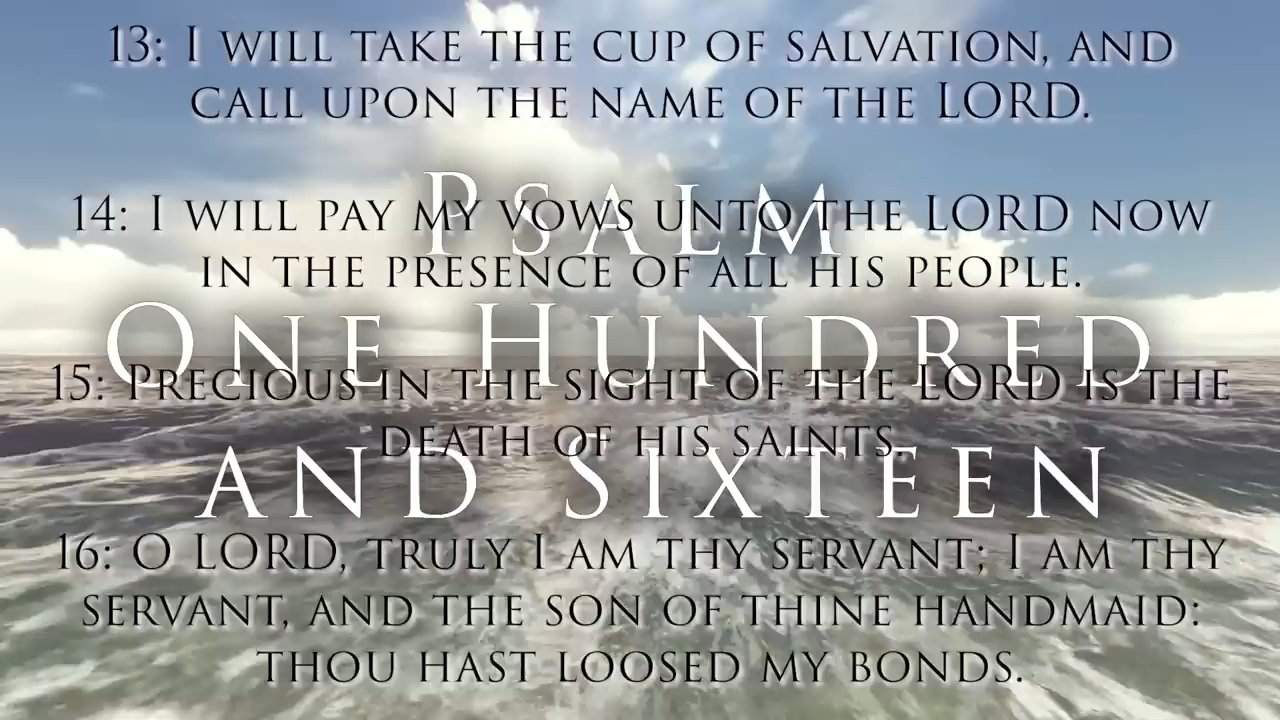 13: I will take the cup of salvation, and
call upon the name of the LORD.
Psalm
14: I will pay my vows unto the LORD now
in the presence of all his people.
One Hundred
15: Precious in the sight of the LORD is the
death of his saints.
and Sixteen
16: O LORD, truly I am thy servant; I am thy
servant, and the son of thine handmaid:
thou hast loosed my bonds.